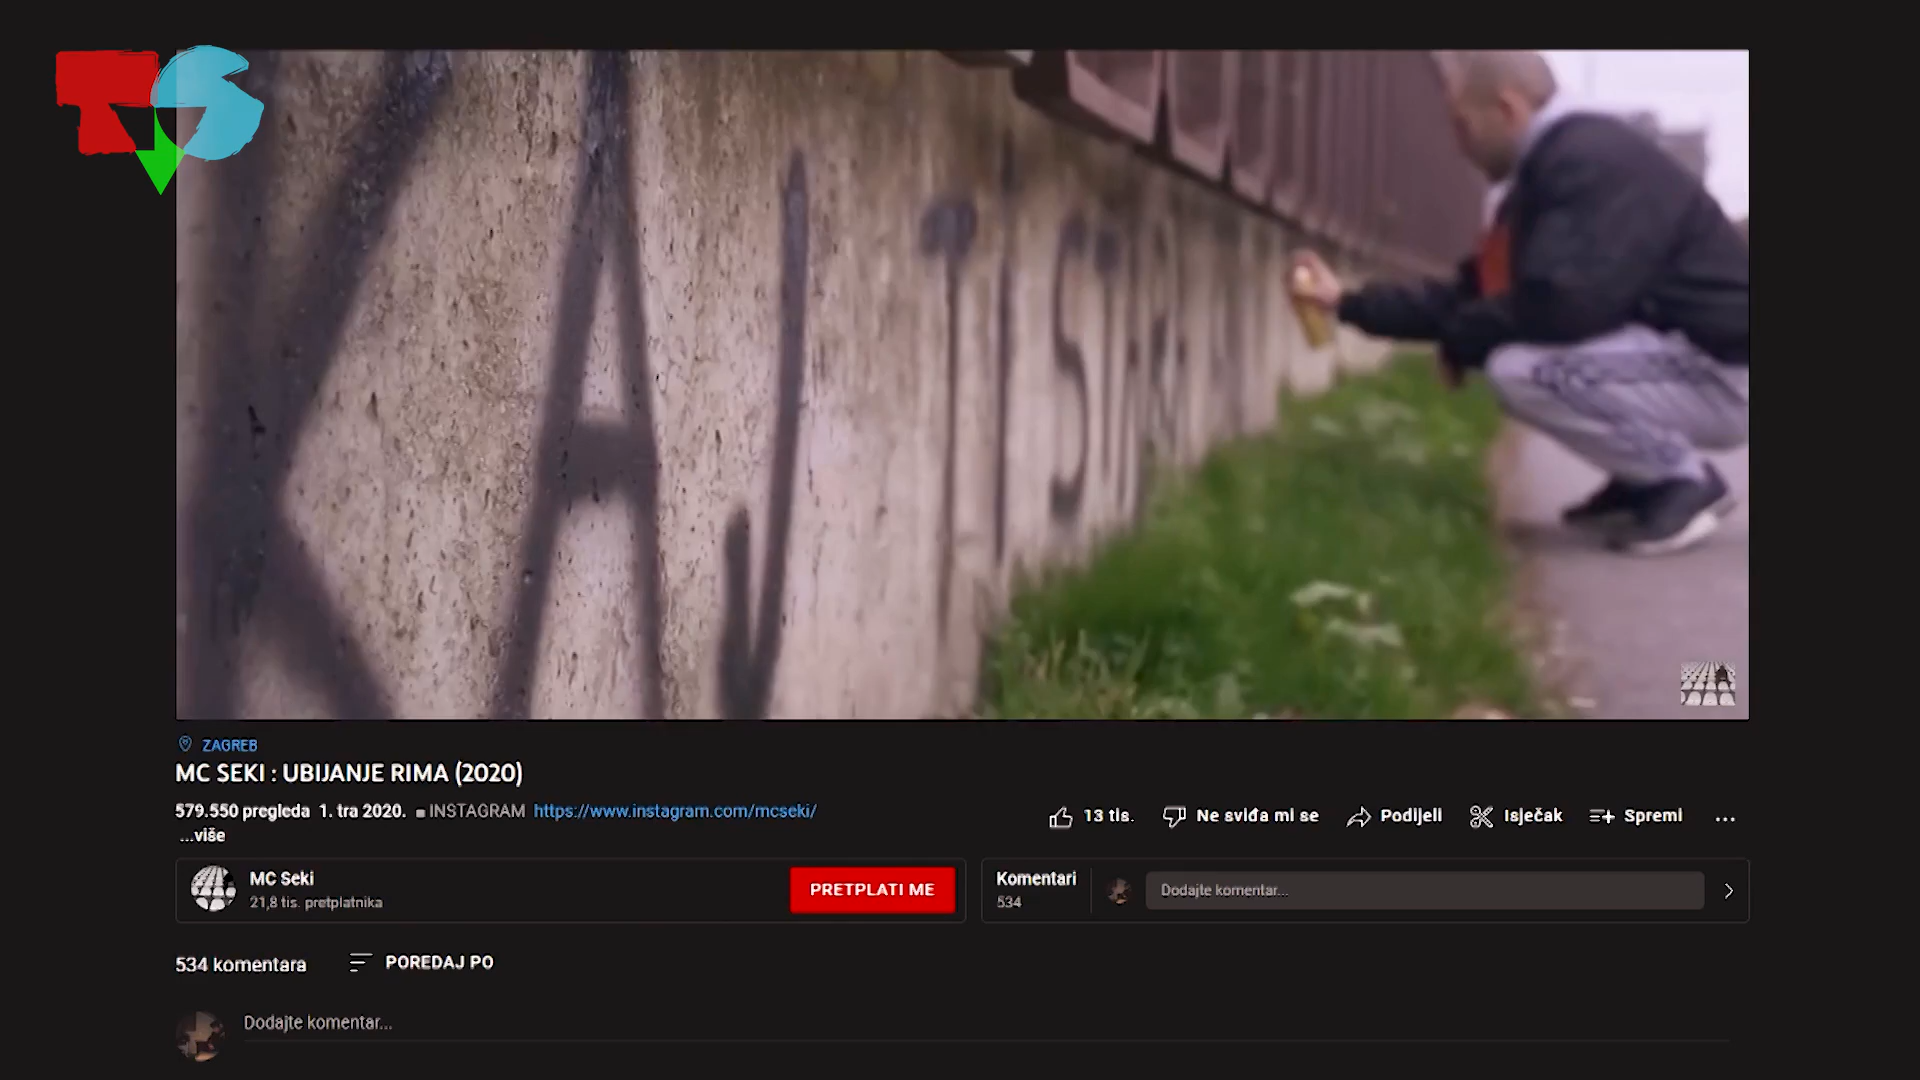 TS
KAJ
ZAGREB
MC SEKI : UBIJANJE RIMA (2020)
579.550 pregleda 1. tra 2020. ■ INSTAGRAM https://www.instagram.com/mcseki/
...više
13 tis. Ne sviđa mi se Podijeli Isječak Spremi ...
MC Seki
21,8 tis. pretplatnika
PRETPLATI ME
Komentari
534
Dodajte komentar...
534 komentara POREDAJ PO
Dodajte komentar...